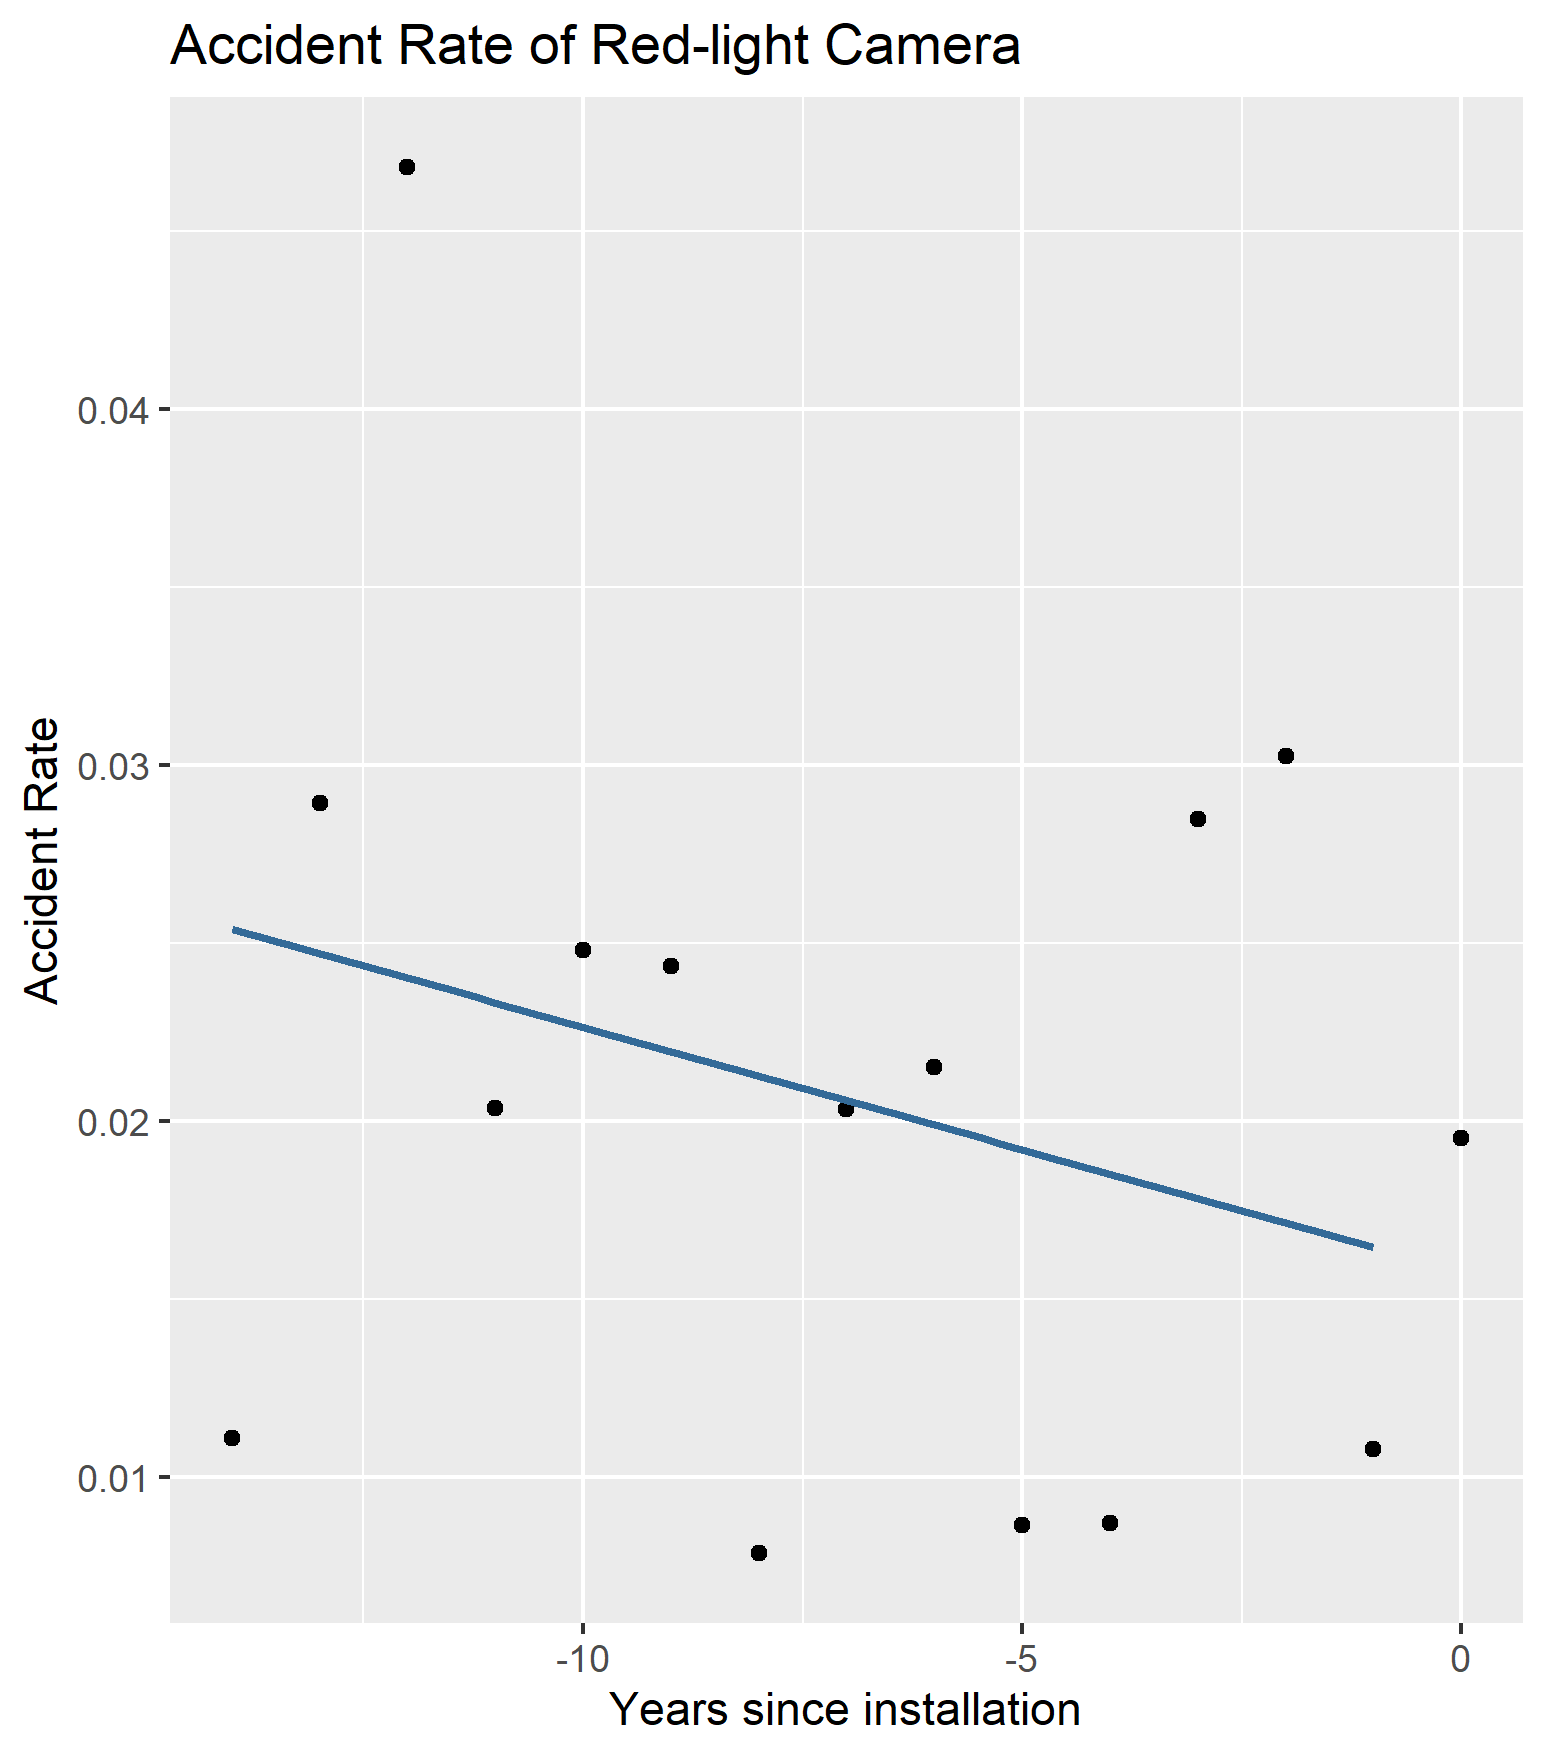 Accident Rate of Red-light Camera
Accident Rate
0.04
0.03
0.02
0.01
-10
-5
0
Years since installation